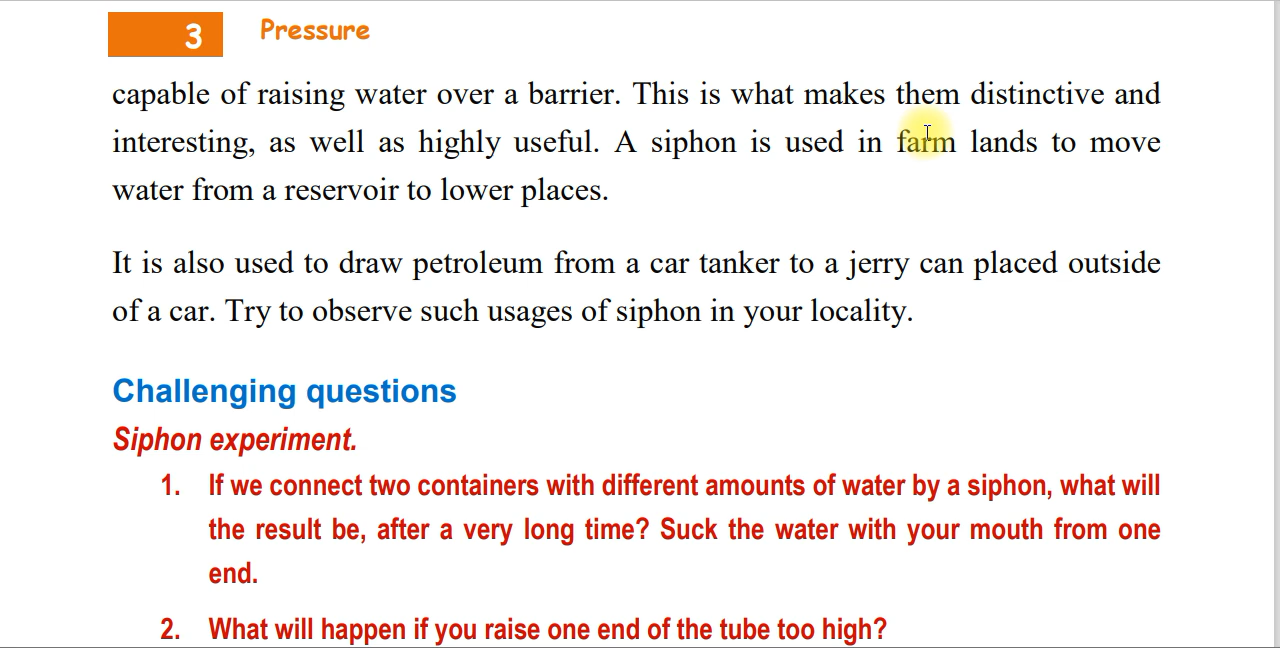 3 Pressure
capable of raising water over a barrier. This is what makes them distinctive and
interesting, as well as highly useful. A siphon is used in farm lands to move
water from a reservoir to lower places.
It is also used to draw petroleum from a car tanker to a jerry can placed outside
of a car. Try to observe such usages of siphon in your locality.
Challenging questions
Siphon experiment.
1. If we connect two containers with different amounts of water by a siphon, what will
the result be, after a very long time? Suck the water with your mouth from one
end.
2. What will happen if you raise one end of the tube too high?